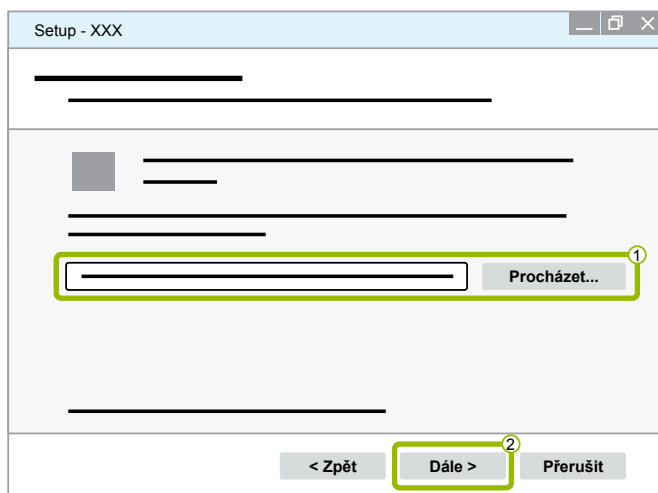 Setup - XXX
1
Procházet...
2
< Zpět Dále > Přerušit